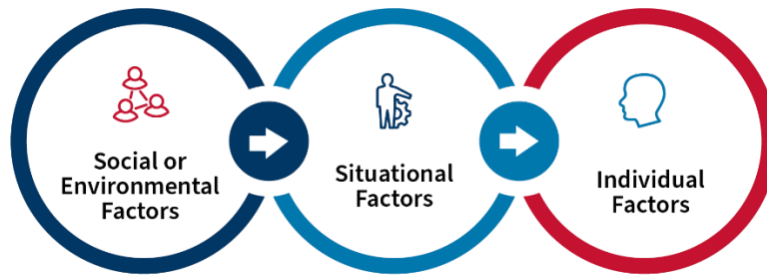 Social or
Environmental
Factors
Situational
Factors
Individual
Factors